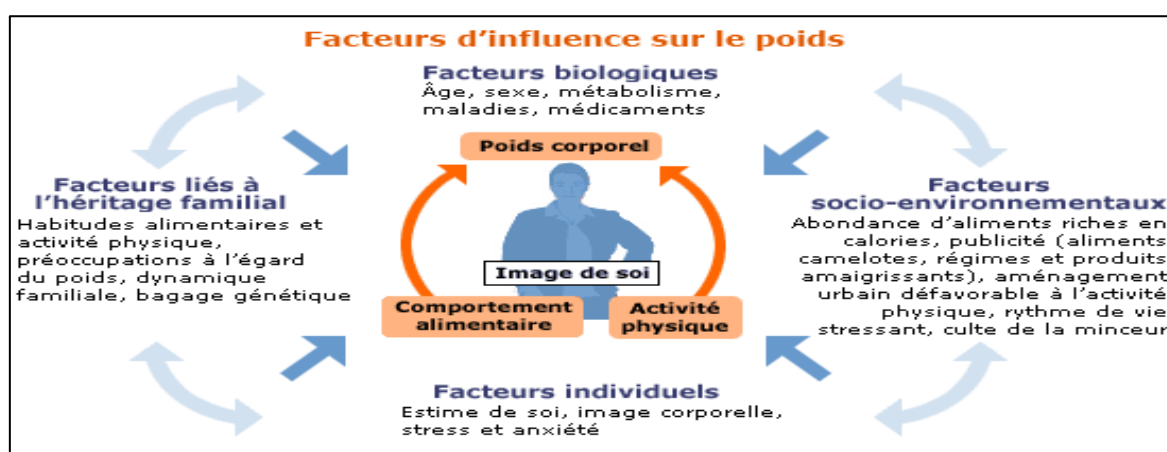 Facteurs d'influence sur le poids
Facteurs biologiques
Âge, sexe, métabolisme,
maladies, médicaments
Poids corporel
Facteurs liés à
l'héritage familial
Habitudes alimentaires et
activité physique,
préoccupations à l'égard
du poids, dynamique
familiale, bagage génétique
Image de soi
Comportement
alimentaire
Activité
physique
Facteurs
socio-environnementaux
Abondance d'aliments riches en
calories, publicité (aliments
camelotes, régimes et produits
amaigrissants), aménagement
urbain défavorable à l'activité
physique, rythme de vie
stressant, culte de la minceur
Facteurs individuels
Estime de soi, image corporelle,
stress et anxiété